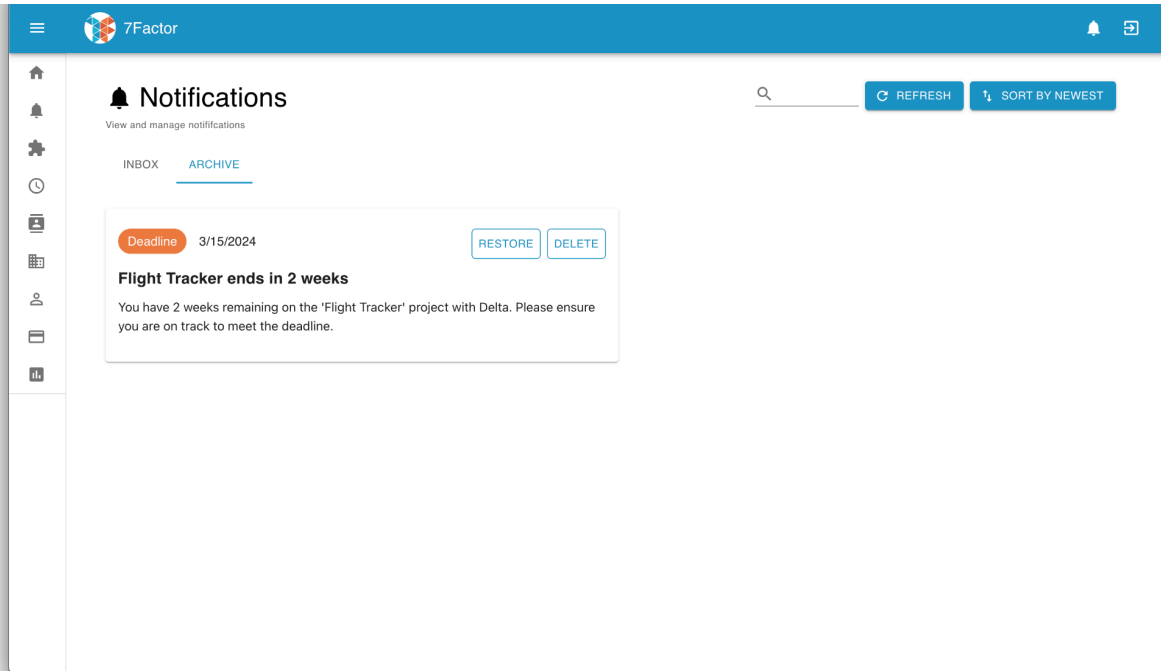 7Factor
Notifications
REFRESH
SORT BY NEWEST
View and manage notififcations
INBOX
ARCHIVE
Deadline
3/15/2024
RESTORE
DELETE
Flight Tracker ends in 2 weeks
You have 2 weeks remaining on the 'Flight Tracker' project with Delta. Please ensure
you are on track to meet the deadline.